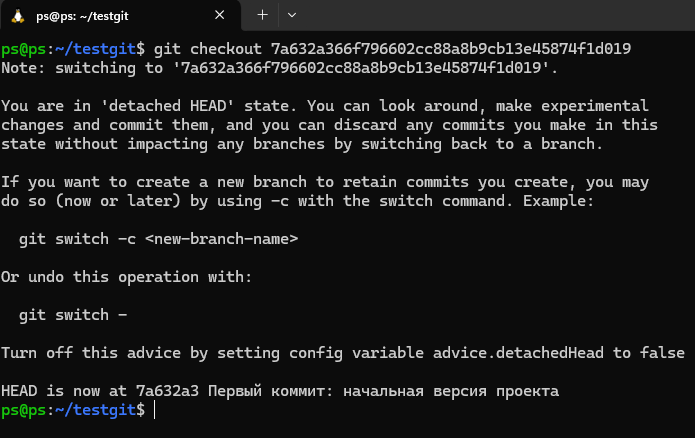 ps@ps: ~/testgit
ps@ps:~/testgit$ git checkout 7a632a366f796602cc88a8b9cb13e45874f1d019
Note: switching to '7a632a366f796602cc88a8b9cb13e45874f1d019'.
You are in 'detached HEAD' state. You can look around, make experimental
changes and commit them, and you can discard any commits you make in this
state without impacting any branches by switching back to a branch.
If you want to create a new branch to retain commits you create, you may
do so (now or later) by using -c with the switch command. Example:
git switch -c <new-branch-name>
Or undo this operation with:
git switch -
Turn off this advice by setting config variable advice.detachedHead to false
HEAD is now at 7a632a3 Первый коммит: начальная версия проекта
ps@ps:~/testgit$